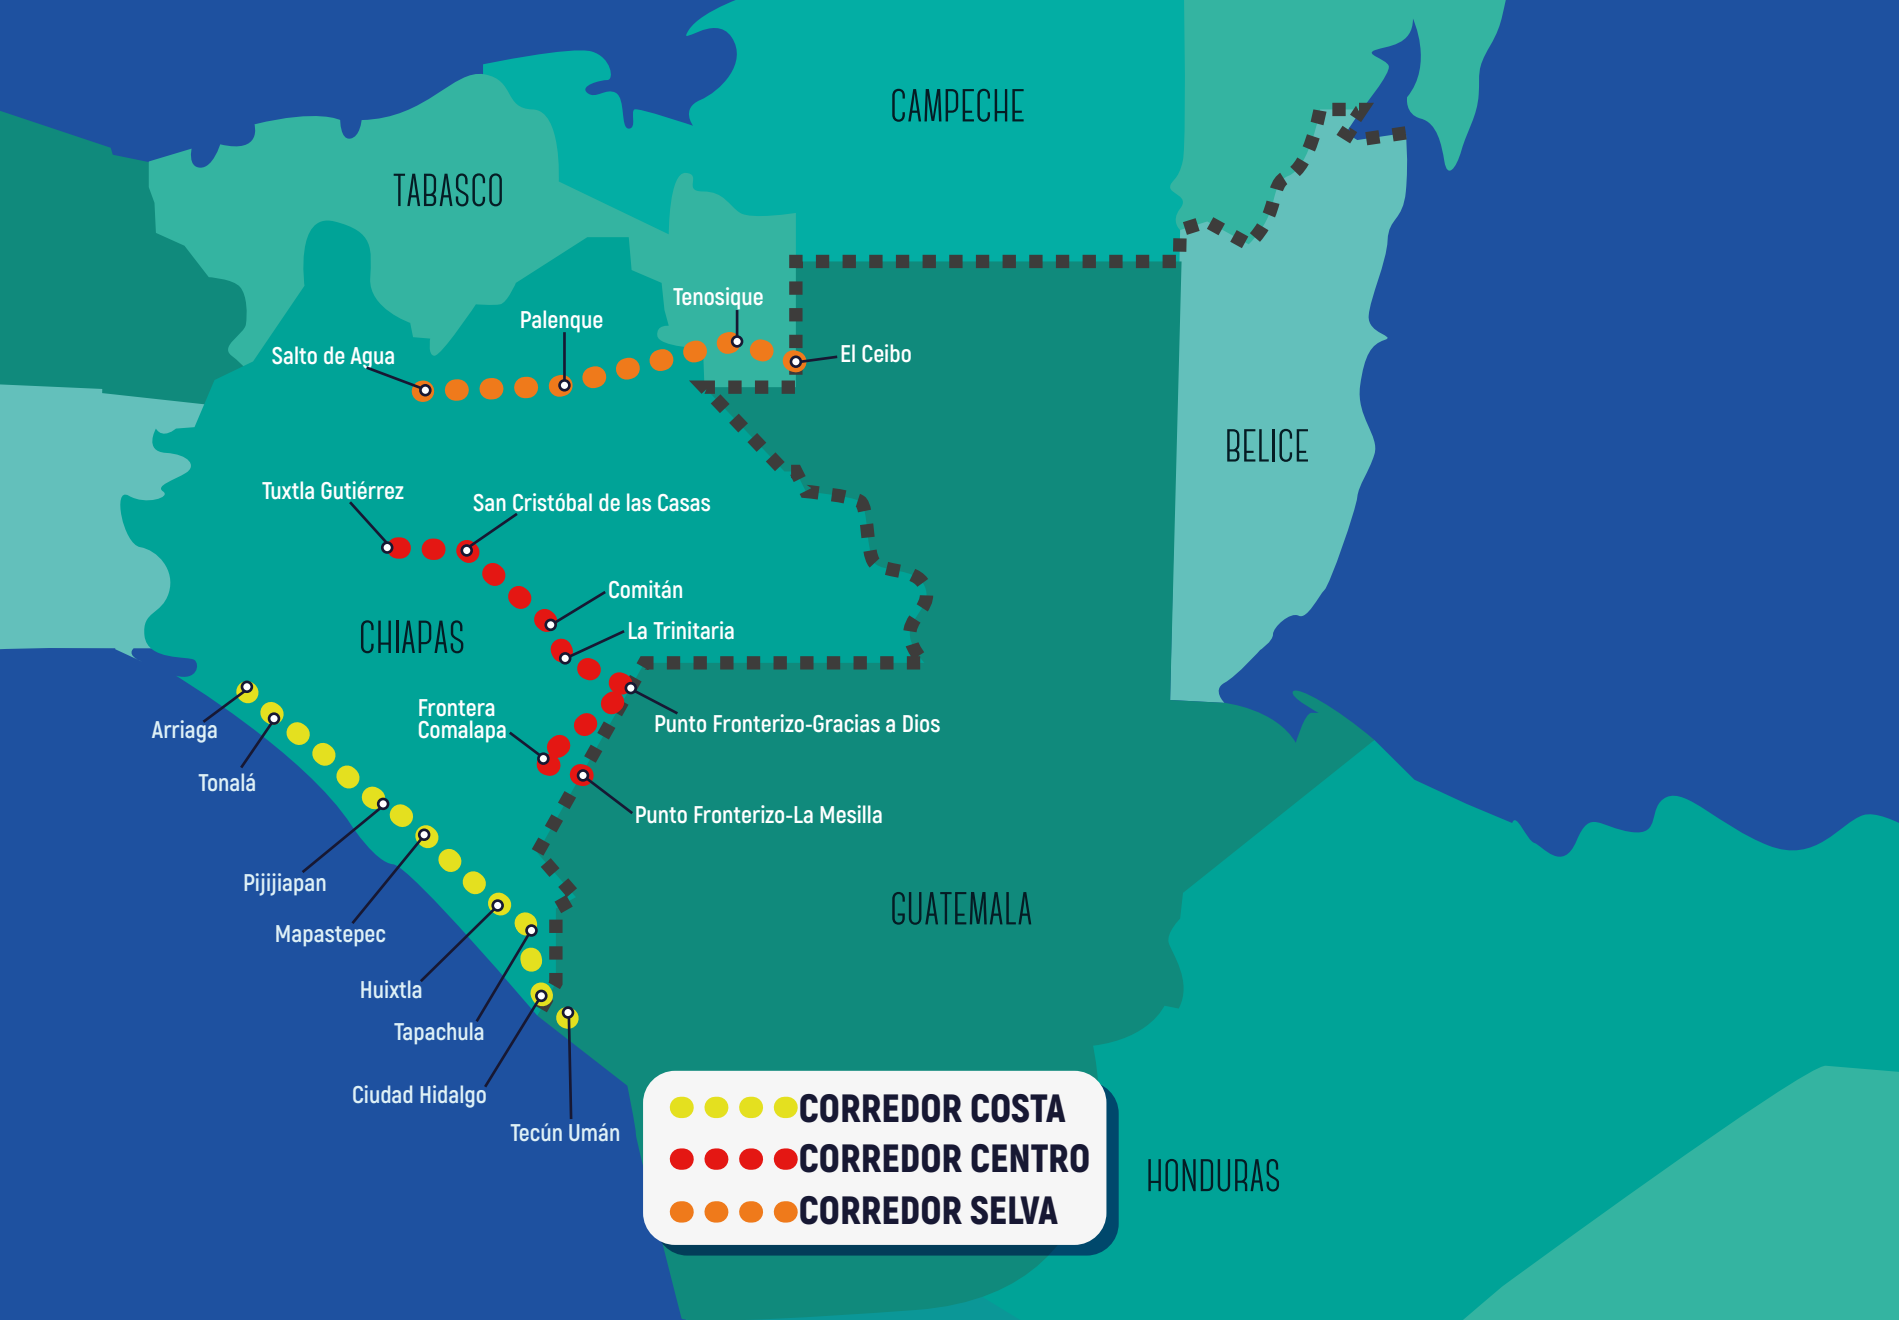 CAMPECHE
TABASCO
Tenosique
Palenque
El Ceibo
Salto de Agua
BELICE
Tuxtla Gutiérrez
San Cristóbal de las Casas
Comitán
La Trinitaria
CHIAPAS
Frontera
Comalapa
Punto Fronterizo-Gracias a Dios
Arriaga
Tonalá
Punto Fronterizo-La Mesilla
Pijijiapan
GUATEMALA
Mapastepec
Huixtla
Tapachula
Ciudad Hidalgo
Tecún Umán
CORREDOR COSTA
CORREDOR CENTRO
CORREDOR SELVA
HONDURAS